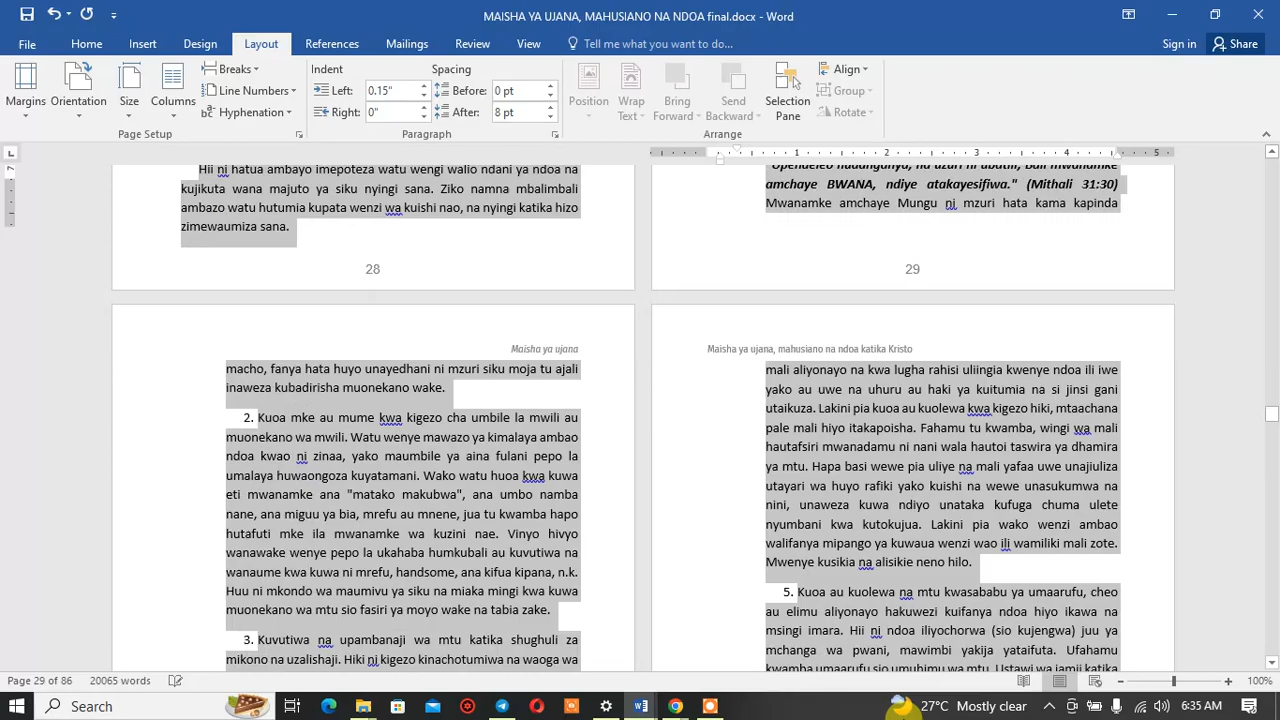 MAISHA YA UJANA, MAHUSIANO NA NDOA final.docx - Word
File Home Insert Design Layout References Mailings Review View Tell me what you want to do... Sign in Share
Margins Orientation Size Columns
Breaks
Line Numbers
Hyphenation
Page Setup
Indent
Left: 0.15"
Right: 0"
Spacing
Before: 0 pt
After: 8 pt
Paragraph
Position
Wrap Text
Bring Forward
Send Backward
Selection Pane
Align
Group
Rotate
Arrange
1 2 3 4 5
7
Hii ni hatua ambayo imepoteza watu wengi walio ndani ya ndoa na
kujikuta wana majuto ya siku nyingi sana. Ziko namna mbalimbali
ambazo watu hutumia kupata wenzi wa kuishi nao, na nyingi katika hizo
zimewaumiza sana.
28
"Upendeleo hudanganya, na uzuri ni ubatili, Bali mwanamke
amchaye BWANA, ndiye atakayesifiwa." (Mithali 31:30)
Mwanamke amchaye Mungu ni mzuri hata kama kapinda
29
Maisha ya ujana
macho, fanya hata huyo unayedhani ni mzuri siku moja tu ajali
inaweza kubadirisha muonekano wake.
2. Kuoa mke au mume kwa kigezo cha umbile la mwili au
muonekano wa mwili. Watu wenye mawazo ya kimalaya ambao
ndoa kwao ni zinaa, yako maumbile ya aina fulani pepo la
umalaya huwaongoza kuyatamani. Wako watu huoa kwa kuwa
eti mwanamke ana "matako makubwa", ana umbo namba
nane, ana miguu ya bia, mrefu au mnene, jua tu kwamba hapo
hutafuti mke ila mwanamke wa kuzini nae. Vinyo hivyo
wanawake wenye pepo la ukahaba humkubali au kuvutiwa na
wanaume kwa kuwa ni mrefu, handsome, ana kifua kipana, n.k.
Huu ni mkondo wa maumivu ya siku na miaka mingi kwa kuwa
muonekano wa mtu sio fasiri ya moyo wake na tabia zake.
3. Kuvutiwa na upambanaji wa mtu katika shughuli za
mikono na uzalishaji. Hiki ni kigezo kinachotumiwa na waoga wa
Maisha ya ujana, mahusiano na ndoa katika Kristo
mali aliyonayo na kwa lugha rahisi uliingia kwenye ndoa ili iwe
yako au uwe na uhuru au haki ya kuitumia na si jinsi gani
utaikuza. Lakini pia kuoa au kuolewa kwa kigezo hiki, mtaachana
pale mali hiyo itakapoisha. Fahamu tu kwamba, wingi wa mali
hautafsiri mwanadamu ni nani wala hautoi taswira ya dhamira
ya mtu. Hapa basi wewe pia uliye na mali yafaa uwe unajiuliza
utayari wa huyo rafiki yako kuishi na wewe unasukumwa na
nini, unaweza kuwa ndiyo unataka kufuga chuma ulete
nyumbani kwa kutokujua. Lakini pia wako wenzi ambao
walifanya mipango ya kuwaua wenzi wao ili wamiliki mali zote.
Mwenye kusikia na alisikie neno hilo.
5. Kuoa au kuolewa na mtu kwasababu ya umaarufu, cheo
au elimu aliyonayo hakuwezi kuifanya ndoa hiyo ikawa na
msingi imara. Hii ni ndoa iliyochorwa (sio kujengwa) juu ya
mchanga wa pwani, mawimbi yakija yataifuta. Ufahamu
kwamba umaarufu sio umuhimu wa mtu. Ustawi wa jamii katika
Page 29 of 86 20065 words 100%
Search 27°C Mostly clear 6:35 AM